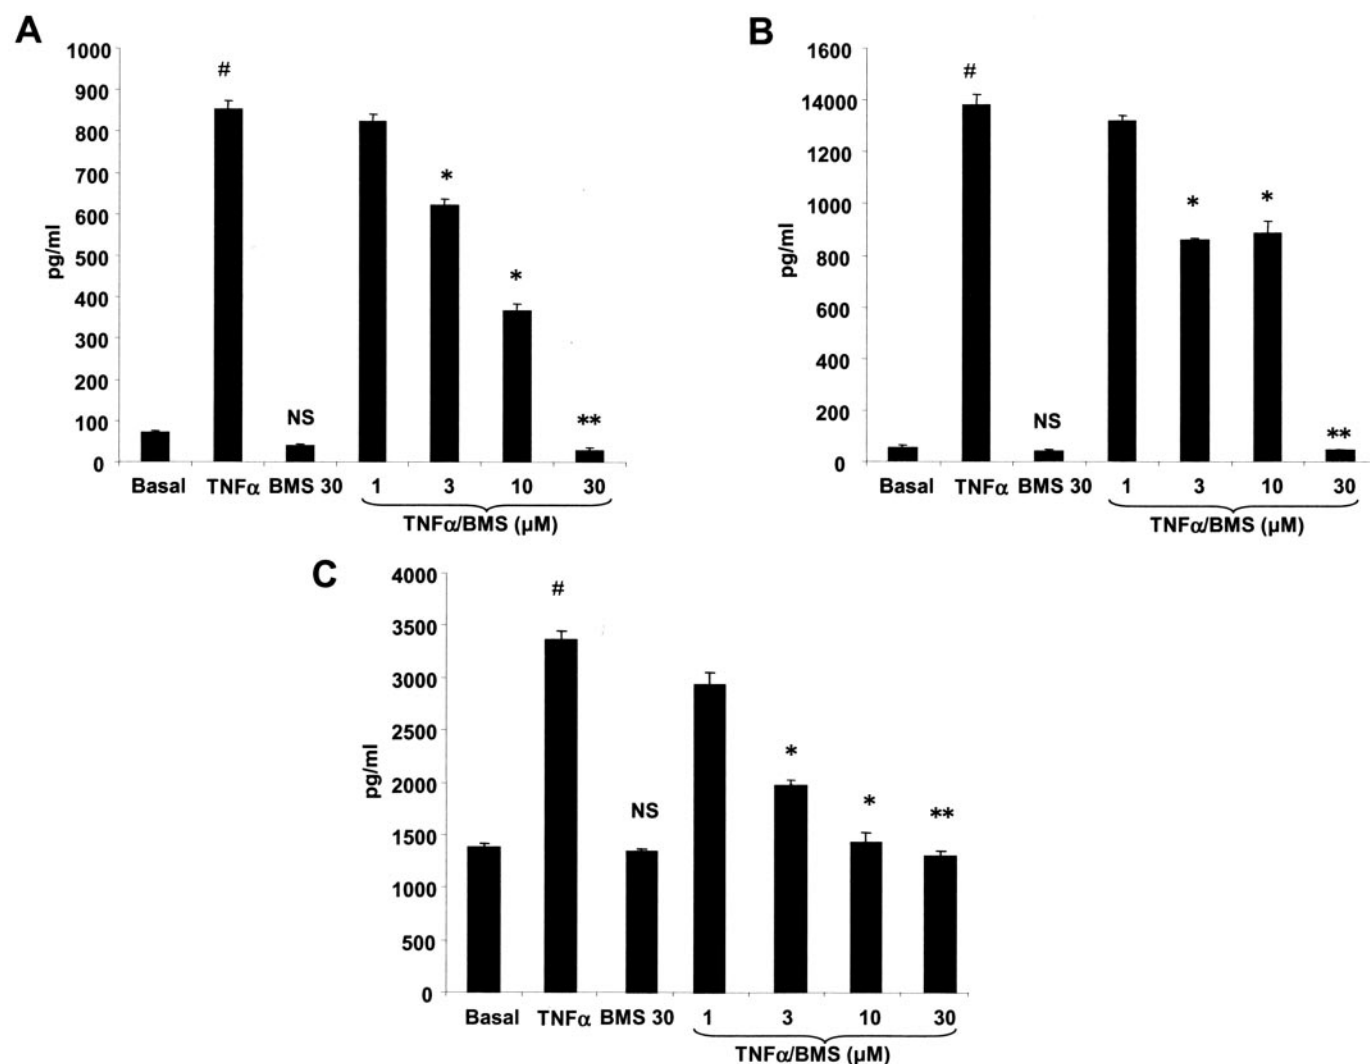 A
1000
900
800
700
600
500
400
300
200
100
0
pg/ml
#
NS
*
*
**
Basal TNFα BMS 30 1 3 10 30
TNFα/BMS (µM)
B
1600
14000
1200
1000
800
600
400
200
0
pg/ml
#
NS
*
*
**
Basal TNFα BMS 30 1 3 10 30
TNFα/BMS (µM)
C
4000
3500
3000
2500
2000
1500
1000
500
0
pg/ml
#
NS
*
*
**
Basal TNFα BMS 30 1 3 10 30
TNFα/BMS (µM)